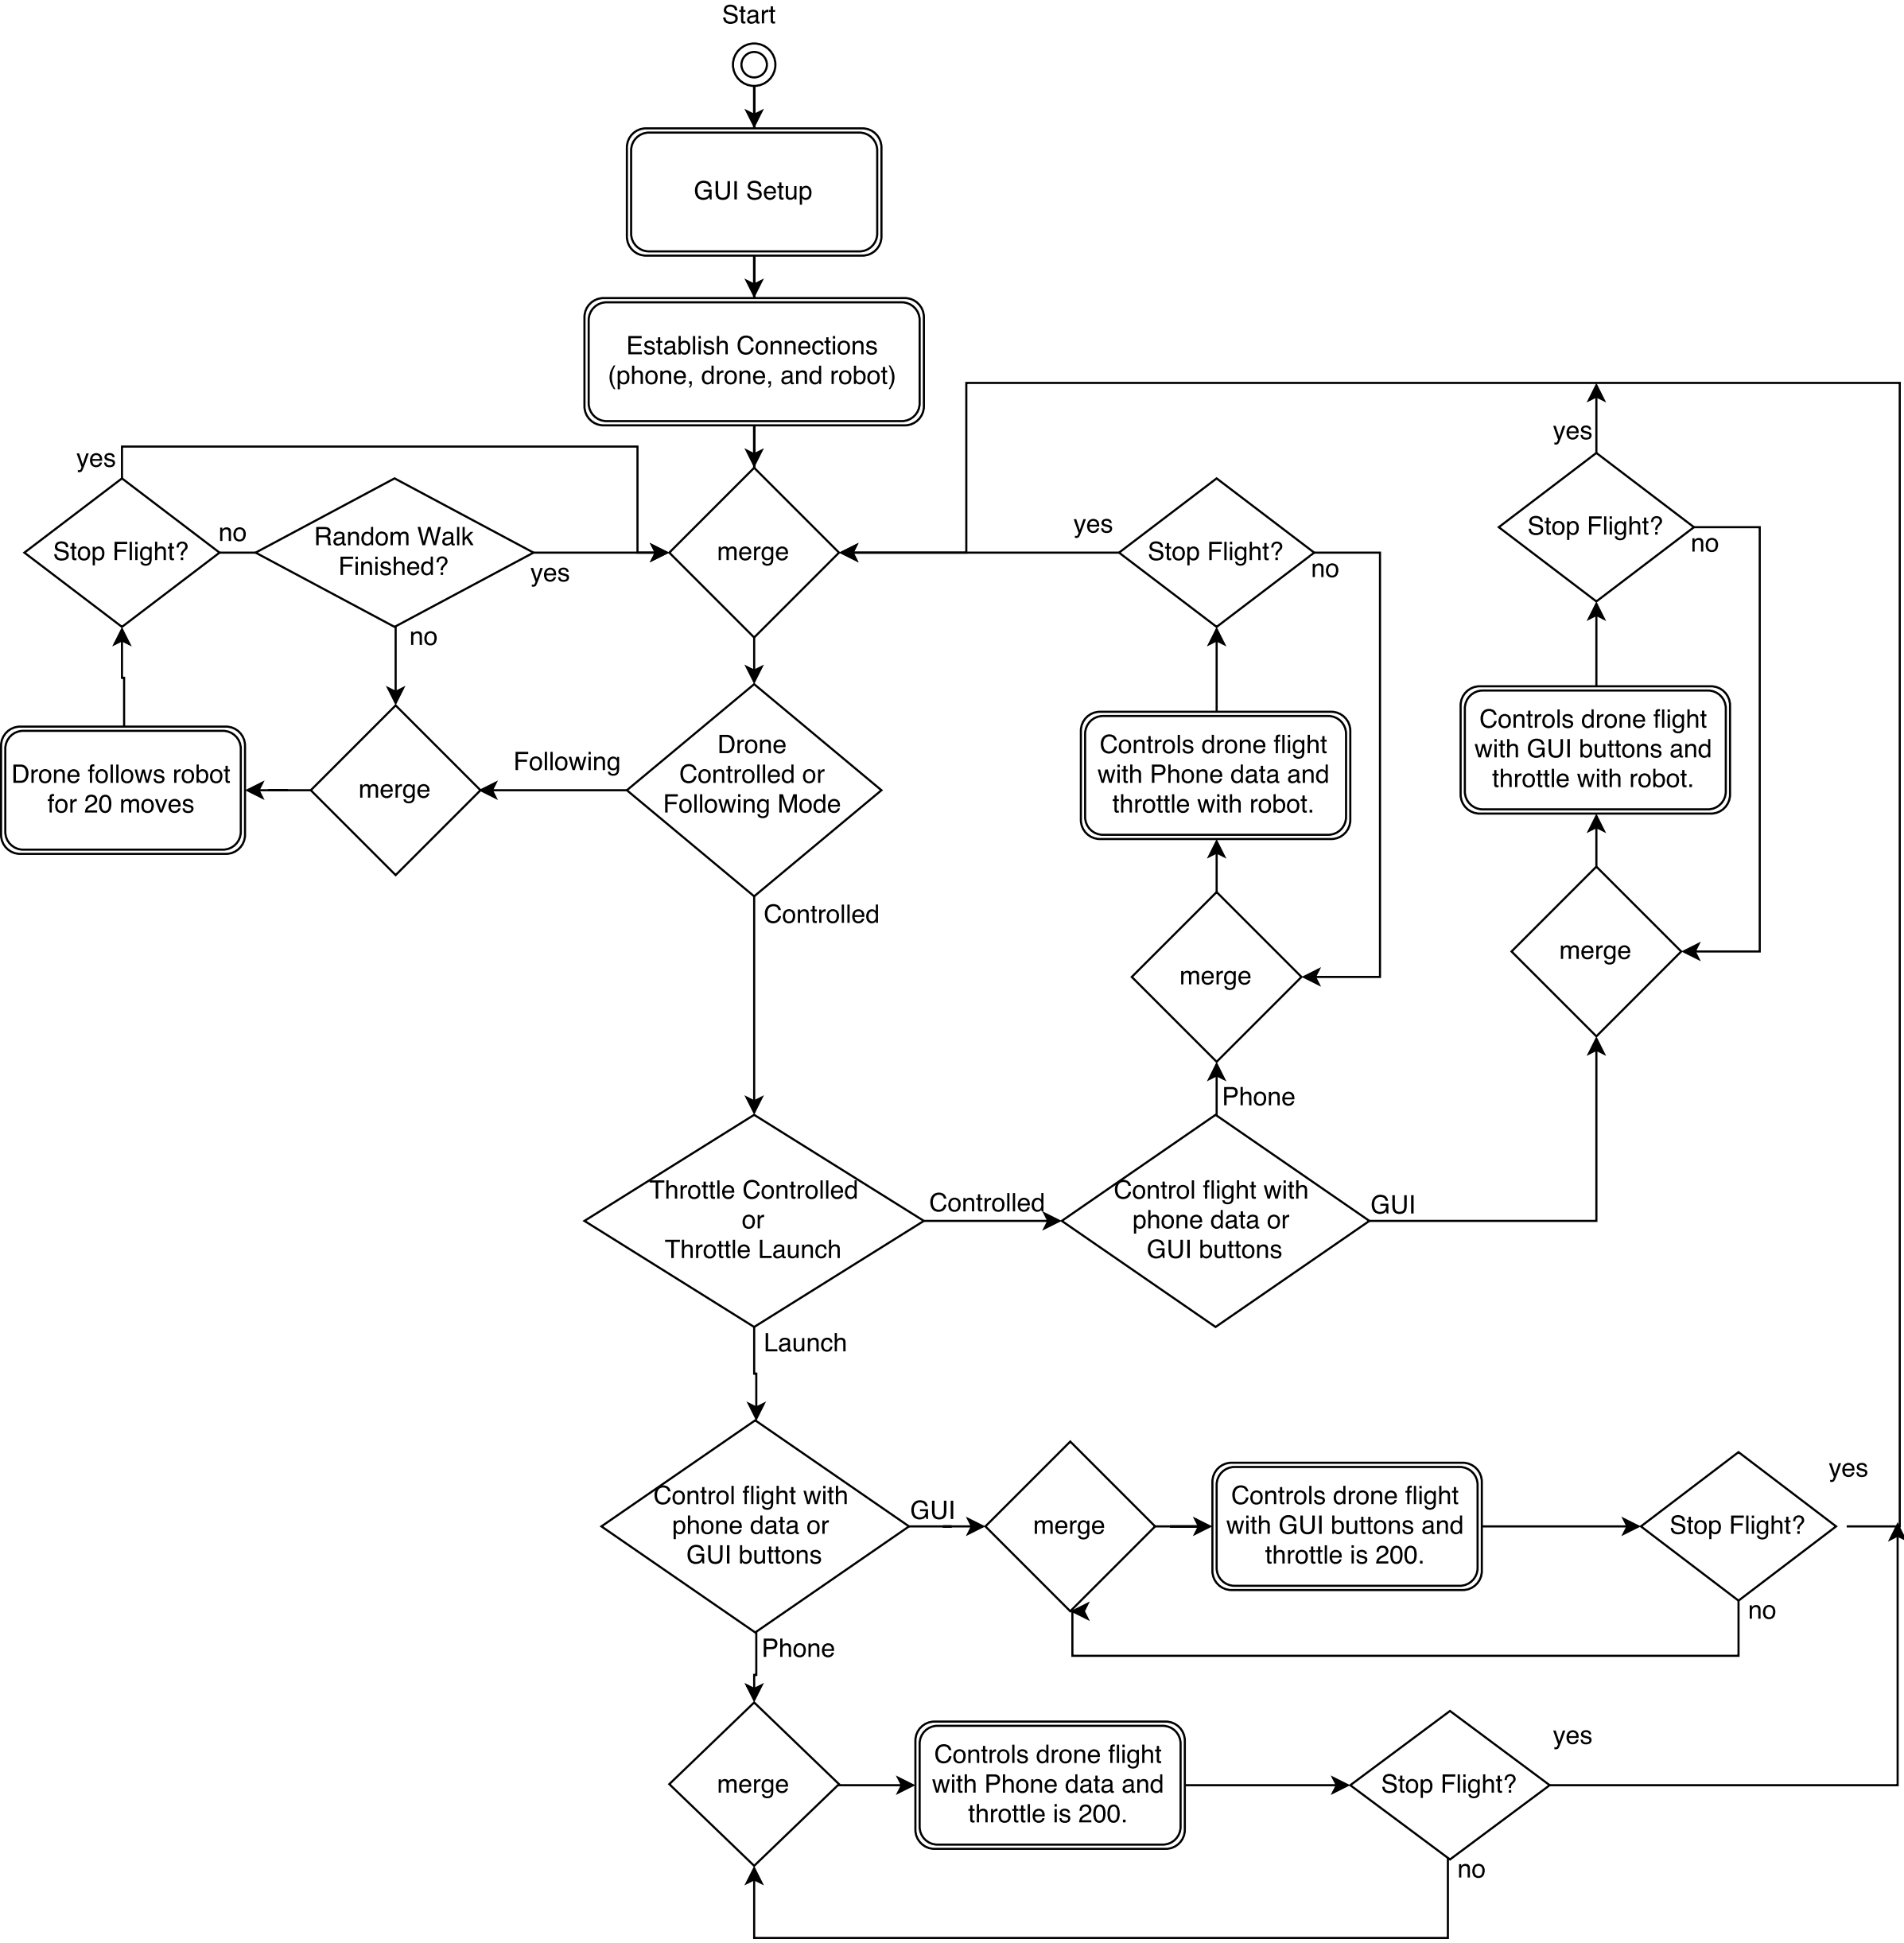 Start
GUI Setup
Establish Connections
(phone, drone, and robot)
yes
Stop Flight?
no
Random Walk
Finished?
yes
no
merge
yes
Stop Flight?
no
yes
Stop Flight?
no
Drone follows robot
for 20 moves
merge
Following
Drone
Controlled or
Following Mode
Controlled
Controls drone flight
with Phone data and
throttle with robot.
Controls drone flight
with GUI buttons and
throttle with robot.
merge
merge
Phone
Throttle Controlled
or
Throttle Launch
Controlled
Control flight with
phone data or
GUI buttons
GUI
Launch
Control flight with
phone data or
GUI buttons
GUI
merge
Controls drone flight
with GUI buttons and
throttle is 200.
Stop Flight?
yes
no
Phone
merge
Controls drone flight
with Phone data and
throttle is 200.
Stop Flight?
yes
no